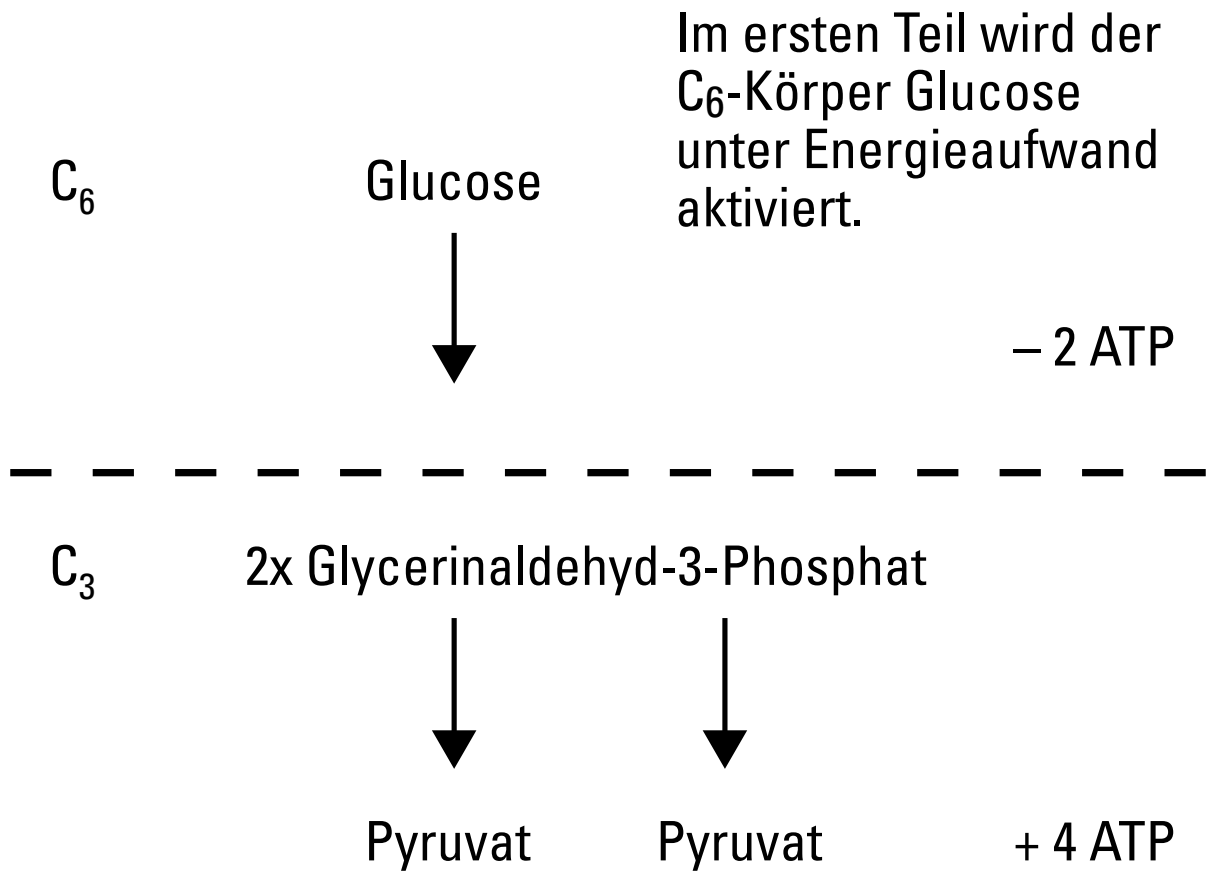 Im ersten Teil wird der
C₆-Körper Glucose
unter Energieaufwand
aktiviert.
C₆ Glucose
– 2 ATP
C₃ 2x Glycerinaldehyd-3-Phosphat
Pyruvat Pyruvat + 4 ATP